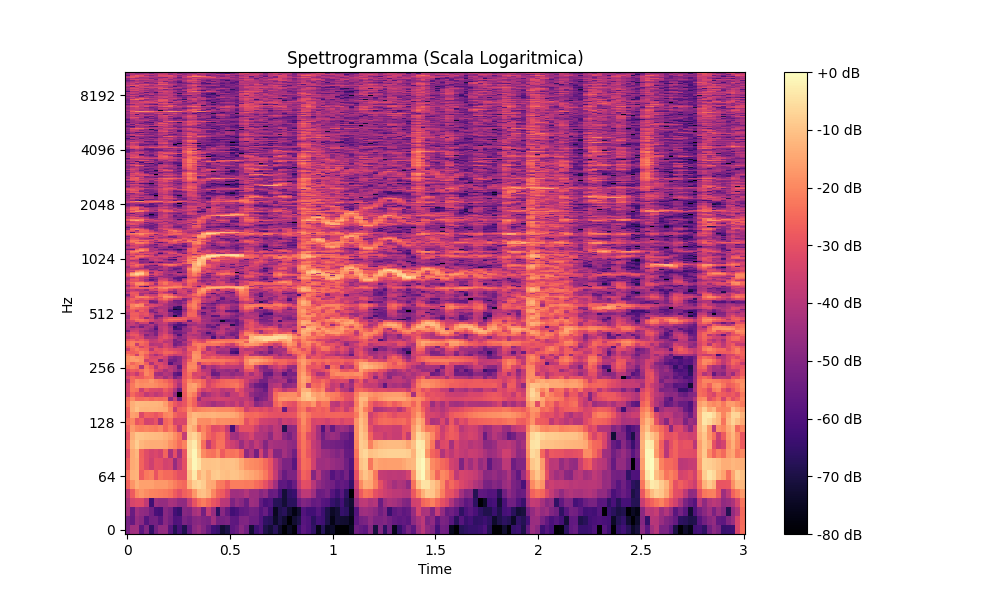 Spettrogramma (Scala Logaritmica)
Hz
8192
4096
2048
1024
512
256
128
64
0
0 0.5 1 1.5 2 2.5 3
Time
+0 dB
-10 dB
-20 dB
-30 dB
-40 dB
-50 dB
-60 dB
-70 dB
-80 dB